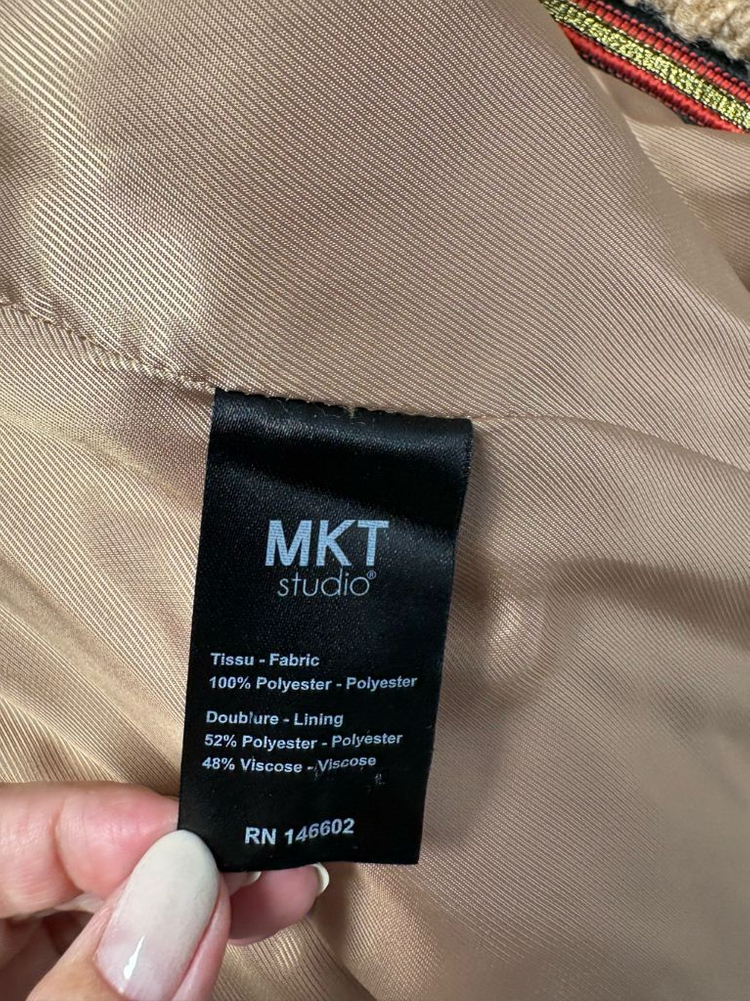 MKT
studio®
Tissu - Fabric
100% Polyester - Polyester
Doublure - Lining
52% Polyester - Polyester
48% Viscose - Viscose
RN 146602